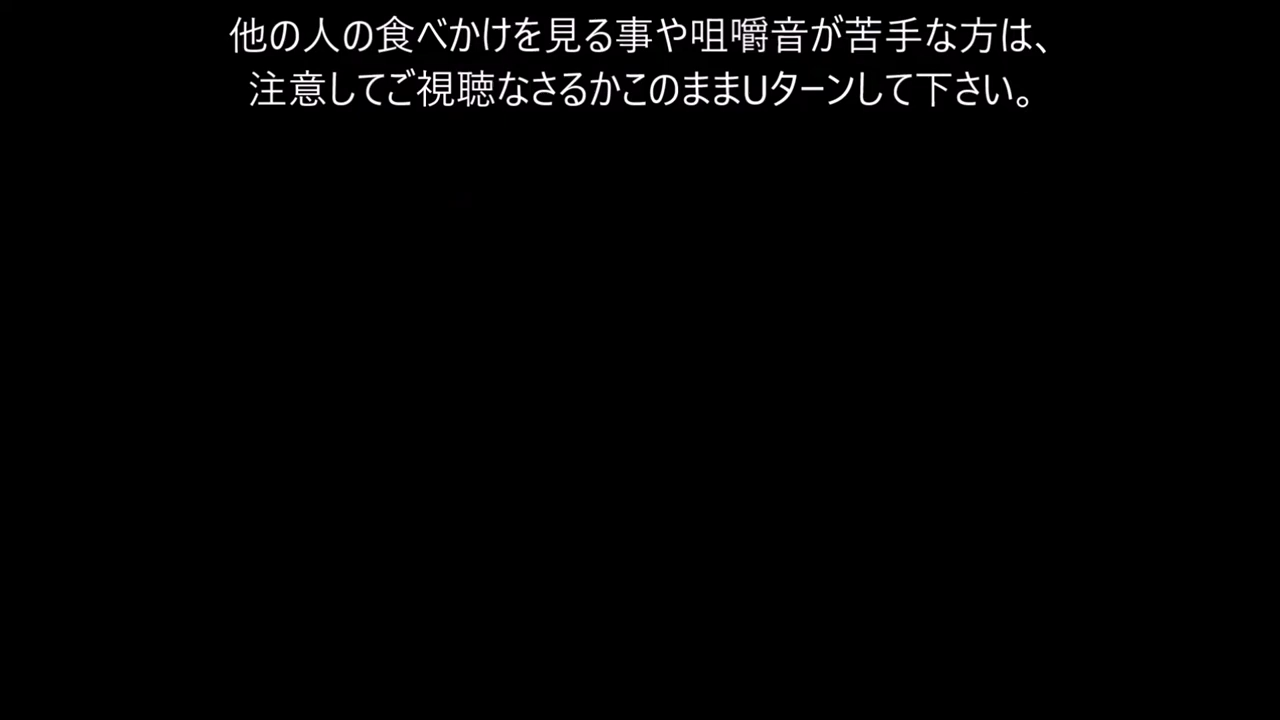 他の人の食べかけを見る事や咀嚼音が苦手な方は、
注意してご視聴なさるかこのままUターンして下さい。